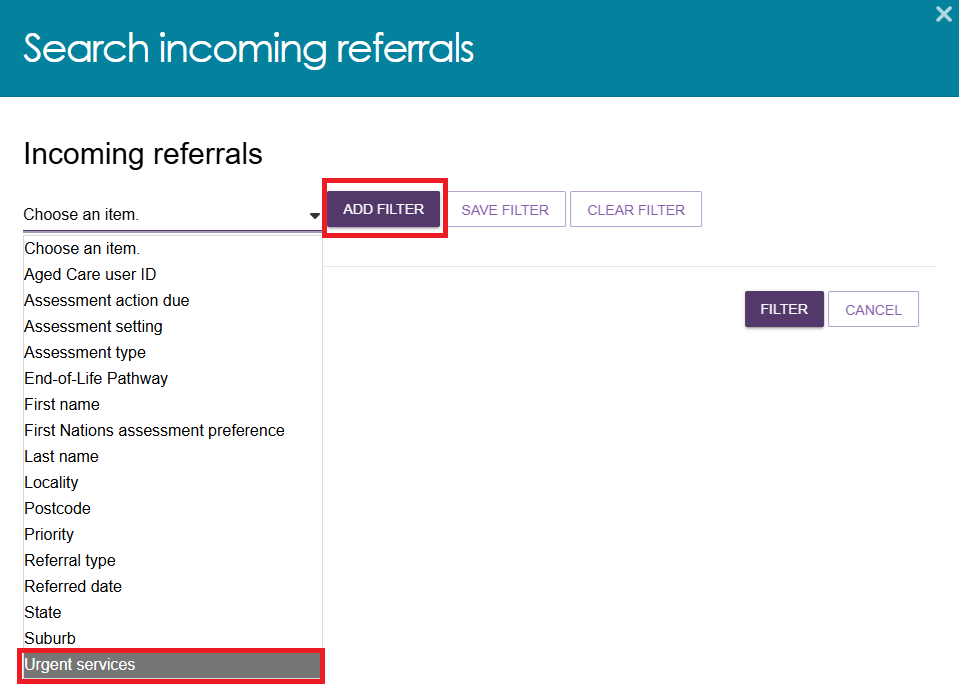 Search incoming referrals
Incoming referrals
Choose an item.
ADD FILTER
SAVE FILTER
CLEAR FILTER
Choose an item.
Aged Care user ID
Assessment action due
Assessment setting
Assessment type
End-of-Life Pathway
First name
First Nations assessment preference
Last name
Locality
Postcode
Priority
Referral type
Referred date
State
Suburb
Urgent services
FILTER
CANCEL